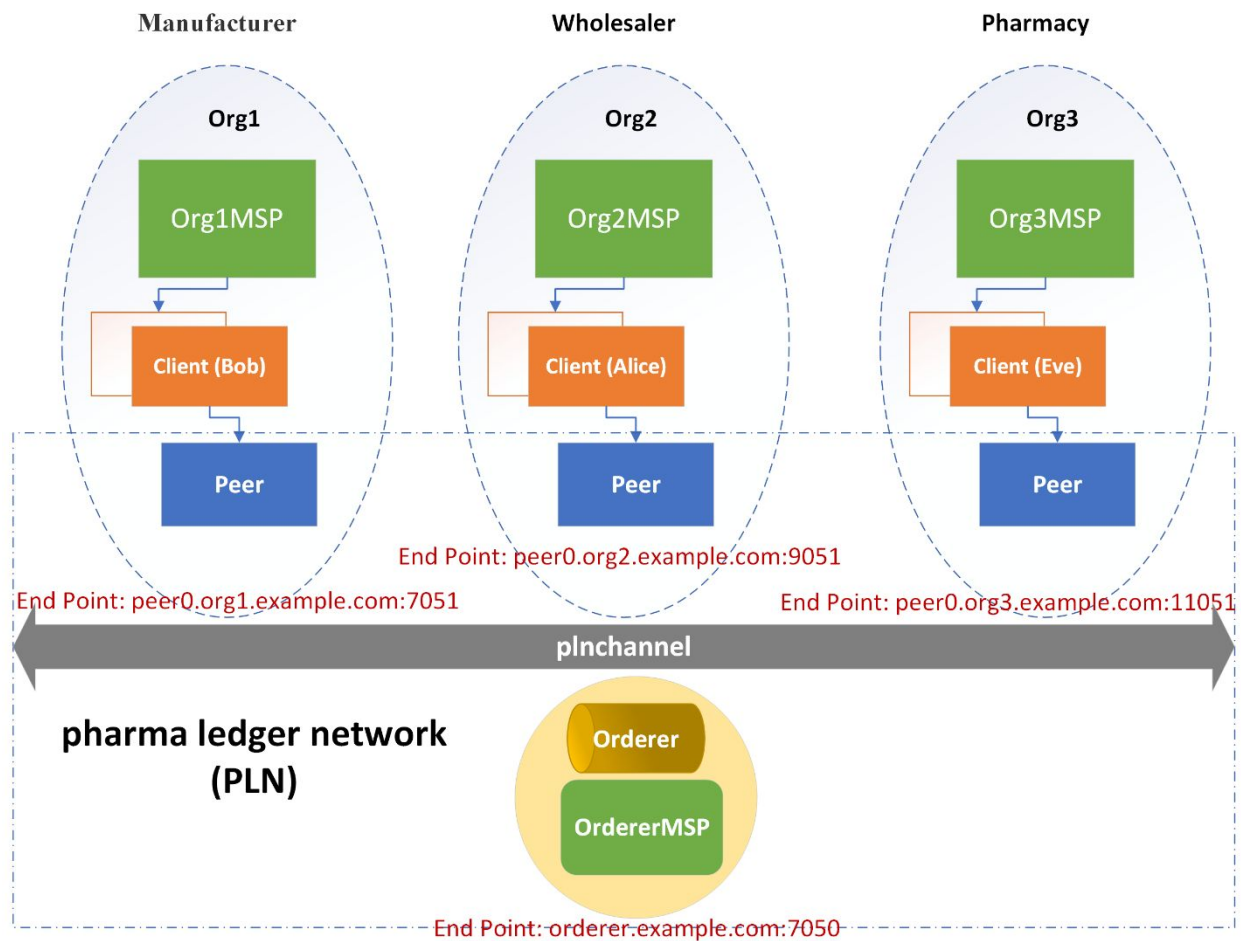 Manufacturer
Wholesaler
Pharmacy
Org1
Org2
Org3
Org1MSP
Org2MSP
Org3MSP
Client (Bob)
Client (Alice)
Client (Eve)
Peer
Peer
Peer
End Point: peer0.org2.example.com:9051
End Point: peer0.org1.example.com:7051
End Point: peer0.org3.example.com:11051
plnchannel
pharma ledger network
(PLN)
Orderer
OrdererMSP
End Point: orderer.example.com:7050